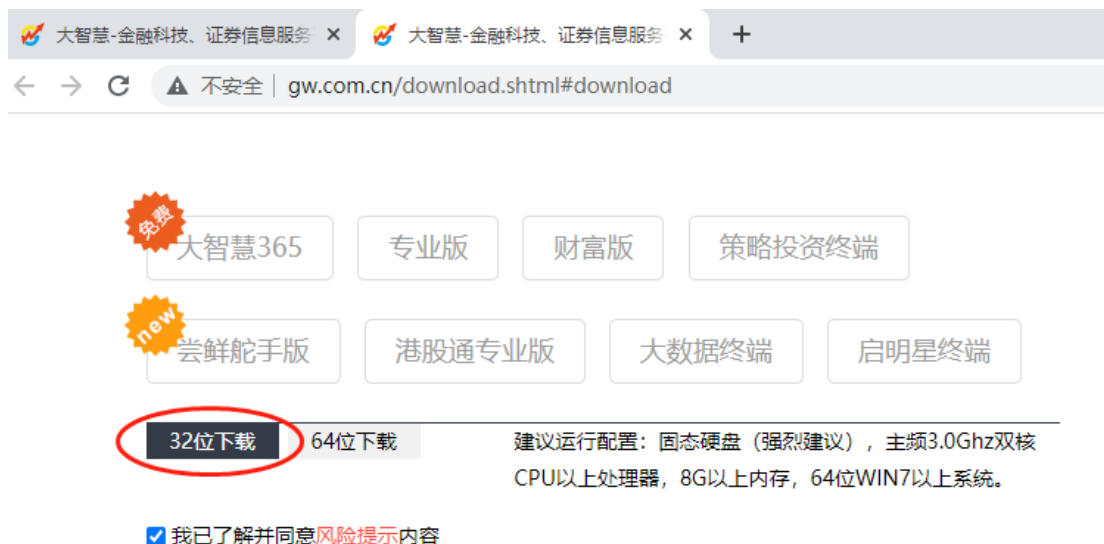 大智慧-金融科技、证券信息服务
大智慧-金融科技、证券信息服务
不安全 gw.com.cn/download.shtml#download
免费
大智慧365 专业版 财富版 策略投资终端
new
尝鲜舵手版 港股通专业版 大数据终端 启明星终端
32位下载 64位下载 建议运行配置：固态硬盘（强烈建议），主频3.0Ghz双核
CPU以上处理器，8G以上内存，64位WIN7以上系统。
我已了解并同意风险提示内容